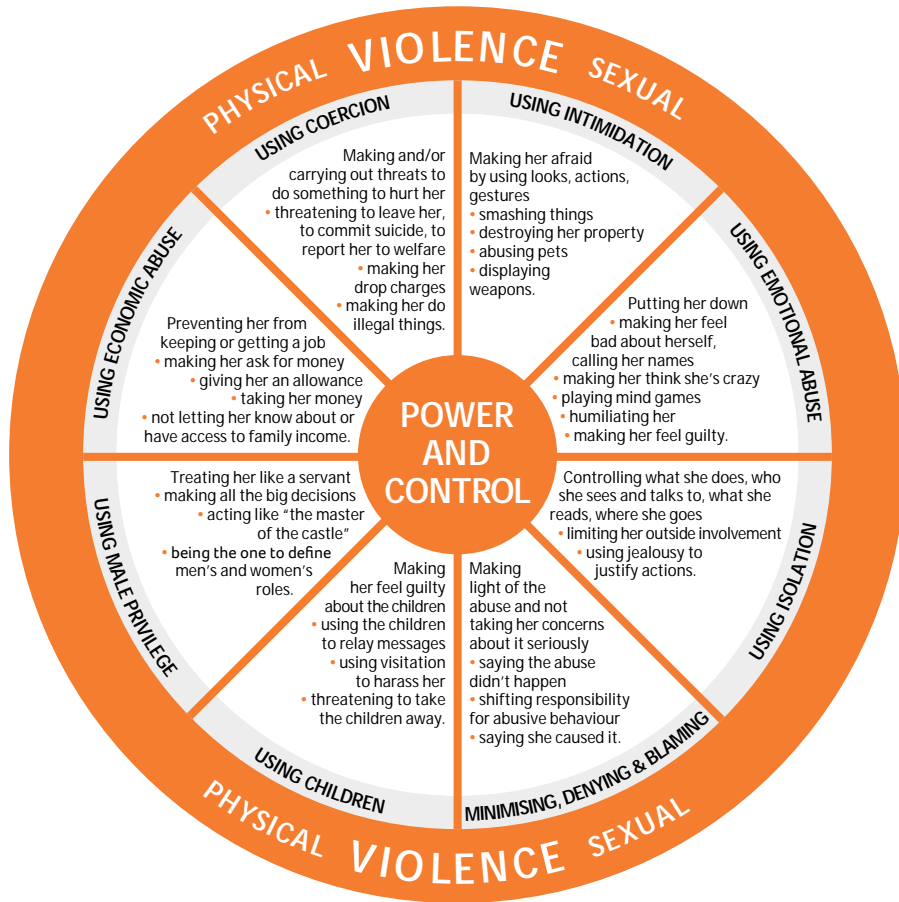 PHYSICAL VIOLENCE SEXUAL
USING COERCION
Making and/or
carrying out threats to
do something to hurt her
• threatening to leave her,
to commit suicide, to
report her to welfare
• making her
drop charges
• making her do
illegal things.
USING INTIMIDATION
Making her afraid
by using looks, actions,
gestures
• smashing things
• destroying her property
• abusing pets
• displaying
weapons.
USING EMOTIONAL ABUSE
Putting her down
• making her feel
bad about herself,
calling her names
• making her think she's crazy
• playing mind games
• humiliating her
• making her feel guilty.
USING ISOLATION
Controlling what she does, who
she sees and talks to, what she
reads, where she goes
• limiting her outside involvement
• using jealousy to
justify actions.
MINIMISING, DENYING & BLAMING
Making
light of the
abuse and not
taking her concerns
about it seriously
• saying the abuse
didn't happen
• shifting responsibility
for abusive behaviour
• saying she caused it.
USING CHILDREN
Making
her feel guilty
about the children
• using the children
to relay messages
• using visitation
to harass her
• threatening to take
the children away.
USING MALE PRIVILEGE
Treating her like a servant
• making all the big decisions
• acting like "the master
of the castle"
• being the one to define
men's and women's
roles.
USING ECONOMIC ABUSE
Preventing her from
keeping or getting a job
• making her ask for money
• giving her an allowance
• taking her money
• not letting her know about or
have access to family income.
POWER
AND
CONTROL
PHYSICAL VIOLENCE SEXUAL